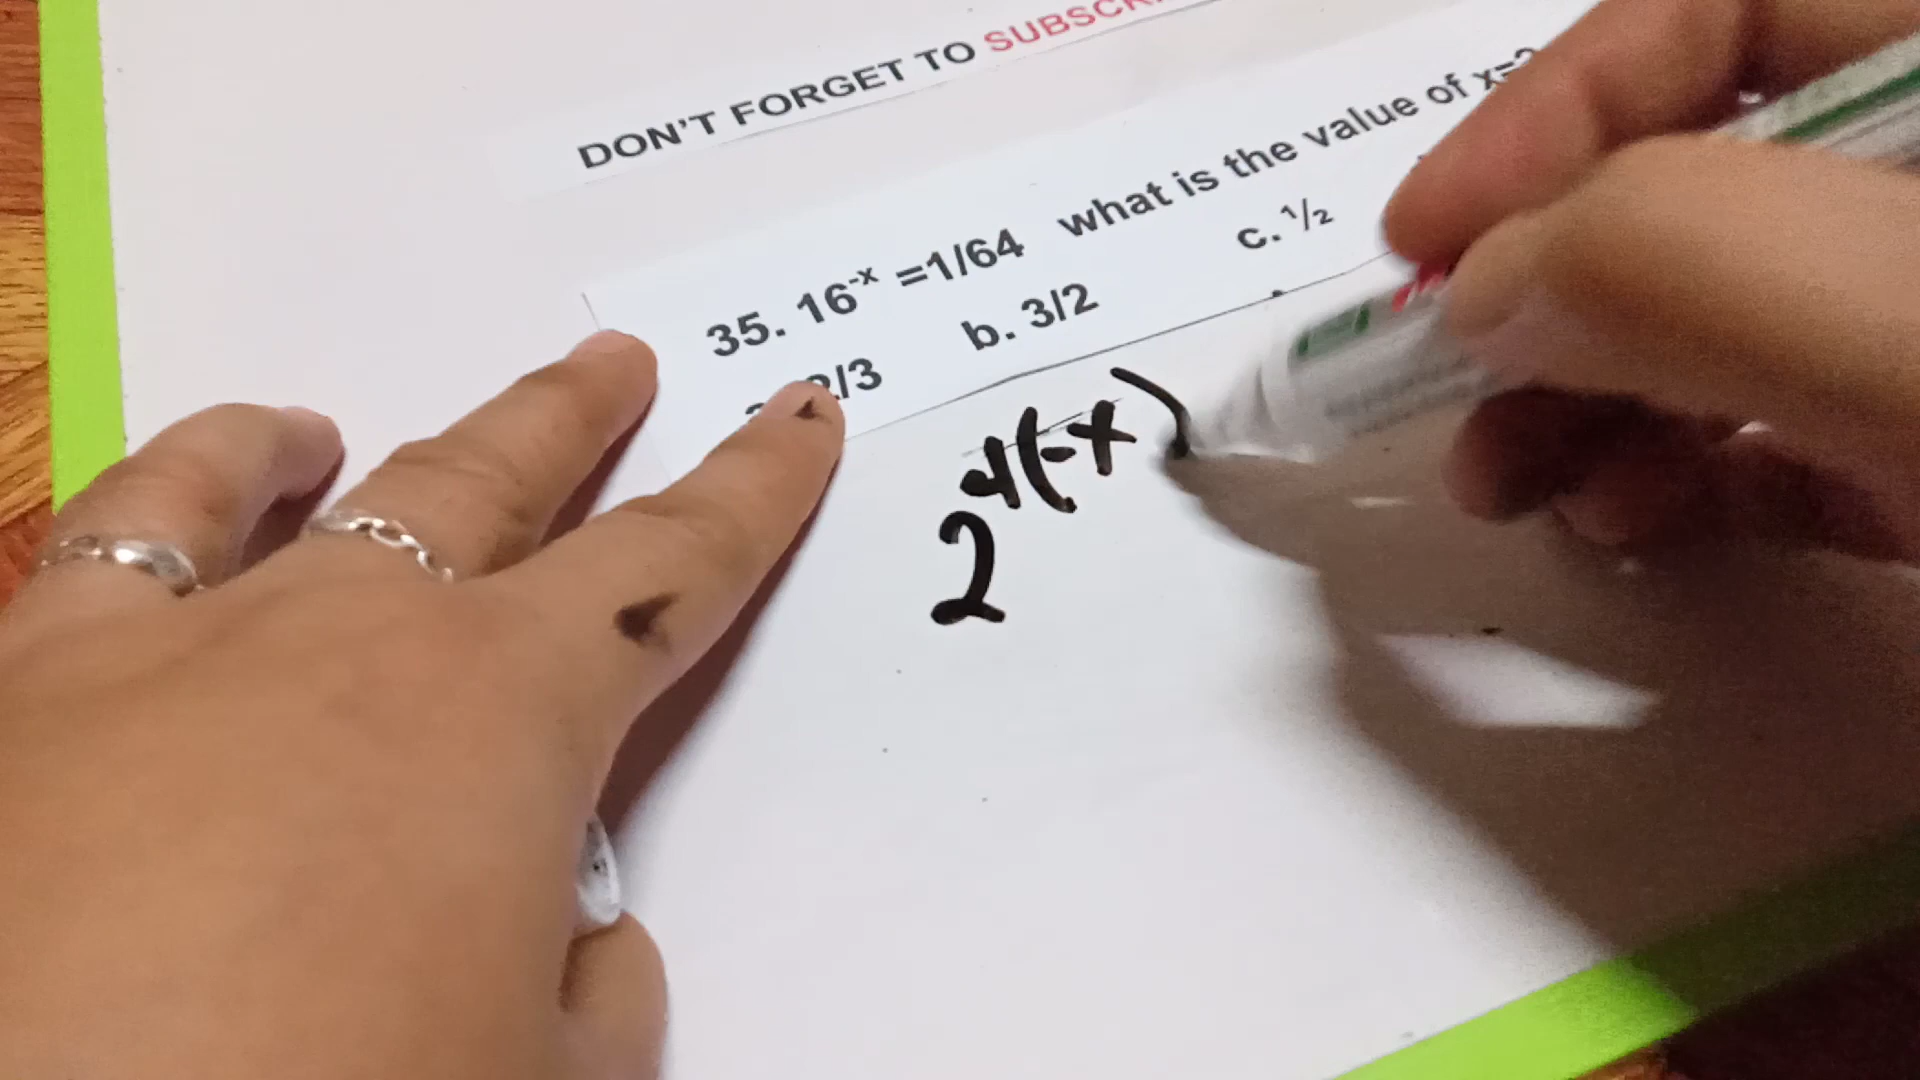 DON'T FORGET TO
35. 16⁻ˣ =1/64 what is the value of x=?
2/3 b. 3/2 c. ½
2⁴⁽⁻ˣ⁾